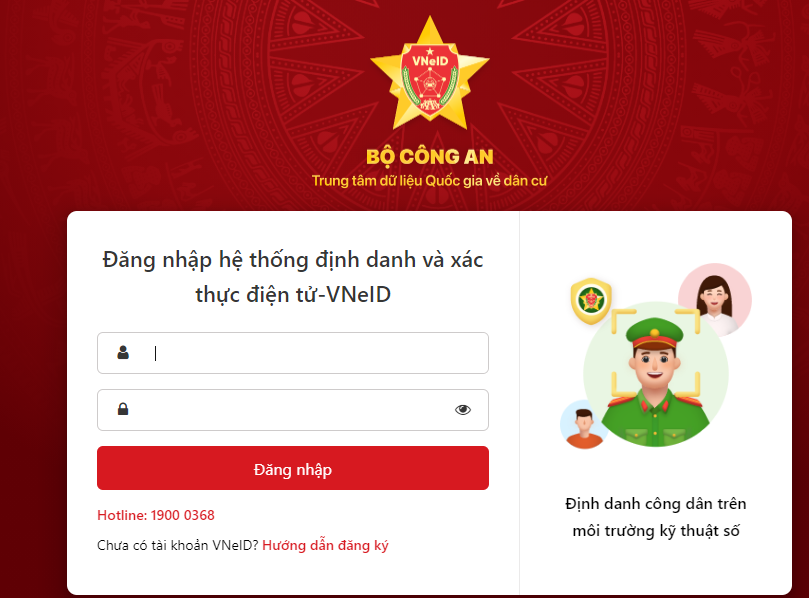 VNeID
BỘ CÔNG AN
Trung tâm dữ liệu Quốc gia về dân cư
Đăng nhập hệ thống định danh và xác
thực điện tử-VNeID
Đăng nhập
Hotline: 1900 0368
Chưa có tài khoản VNeID? Hướng dẫn đăng ký
Định danh công dân trên
môi trường kỹ thuật số